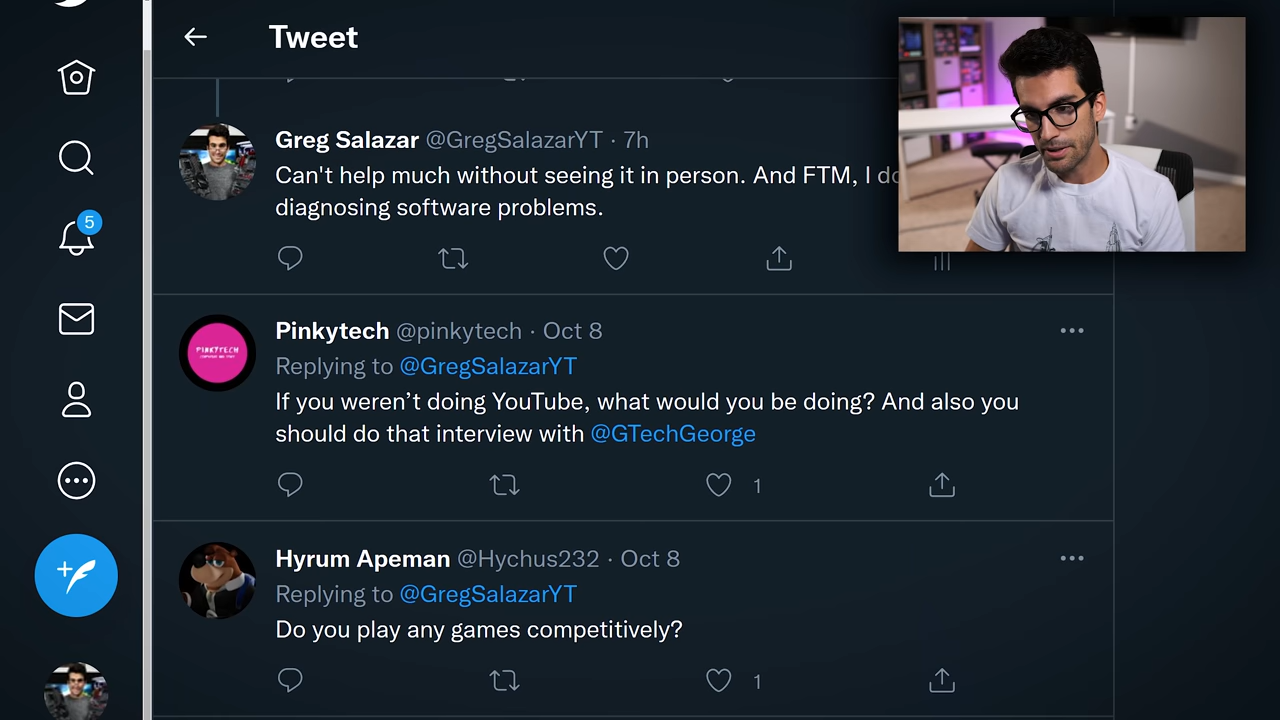 Tweet
Greg Salazar @GregSalazarYT · 7h
Can't help much without seeing it in person. And FTM, I do
diagnosing software problems.
5
Pinkytech @pinkytech · Oct 8
PINKYTECH
Replying to @GregSalazarYT
If you weren’t doing YouTube, what would you be doing? And also you
should do that interview with @GTechGeorge
1
Hyrum Apeman @Hychus232 · Oct 8
Replying to @GregSalazarYT
Do you play any games competitively?
1